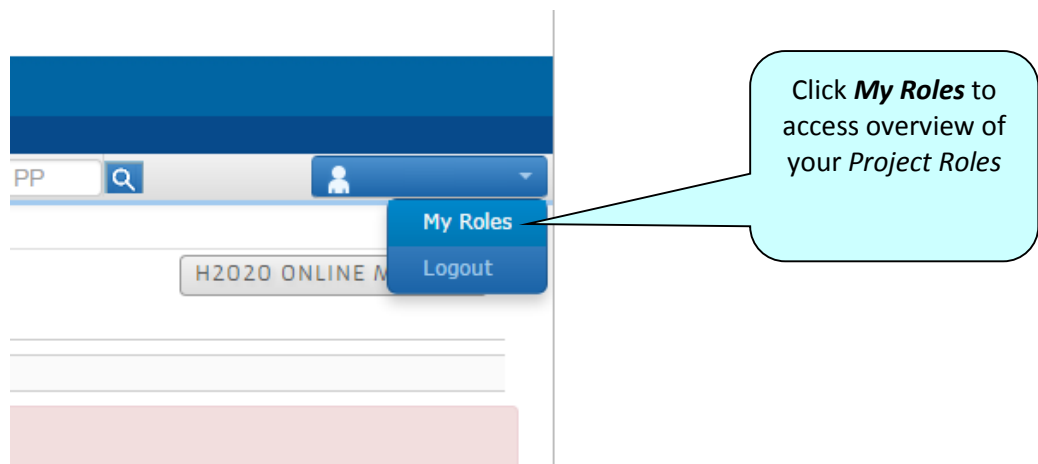 Click My Roles to
access overview of
your Project Roles
PP
My Roles
H2020 ONLINE
Logout